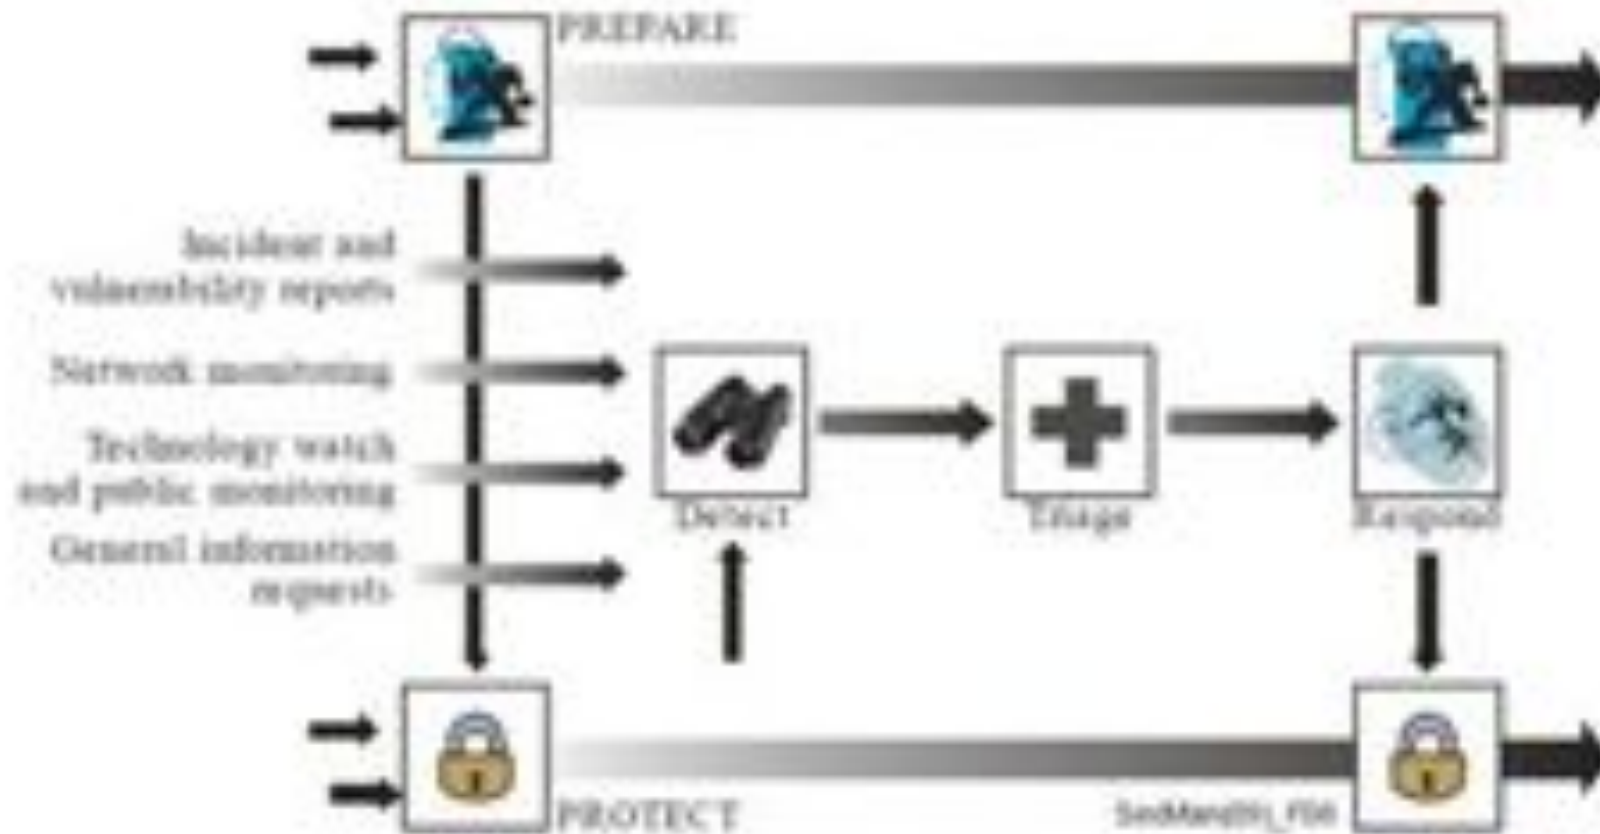 PREPARE
Incident and
vulnerability reports
Network monitoring
Technology watch
and public monitoring
General information
requests
Detect
Triage
Respond
PROTECT